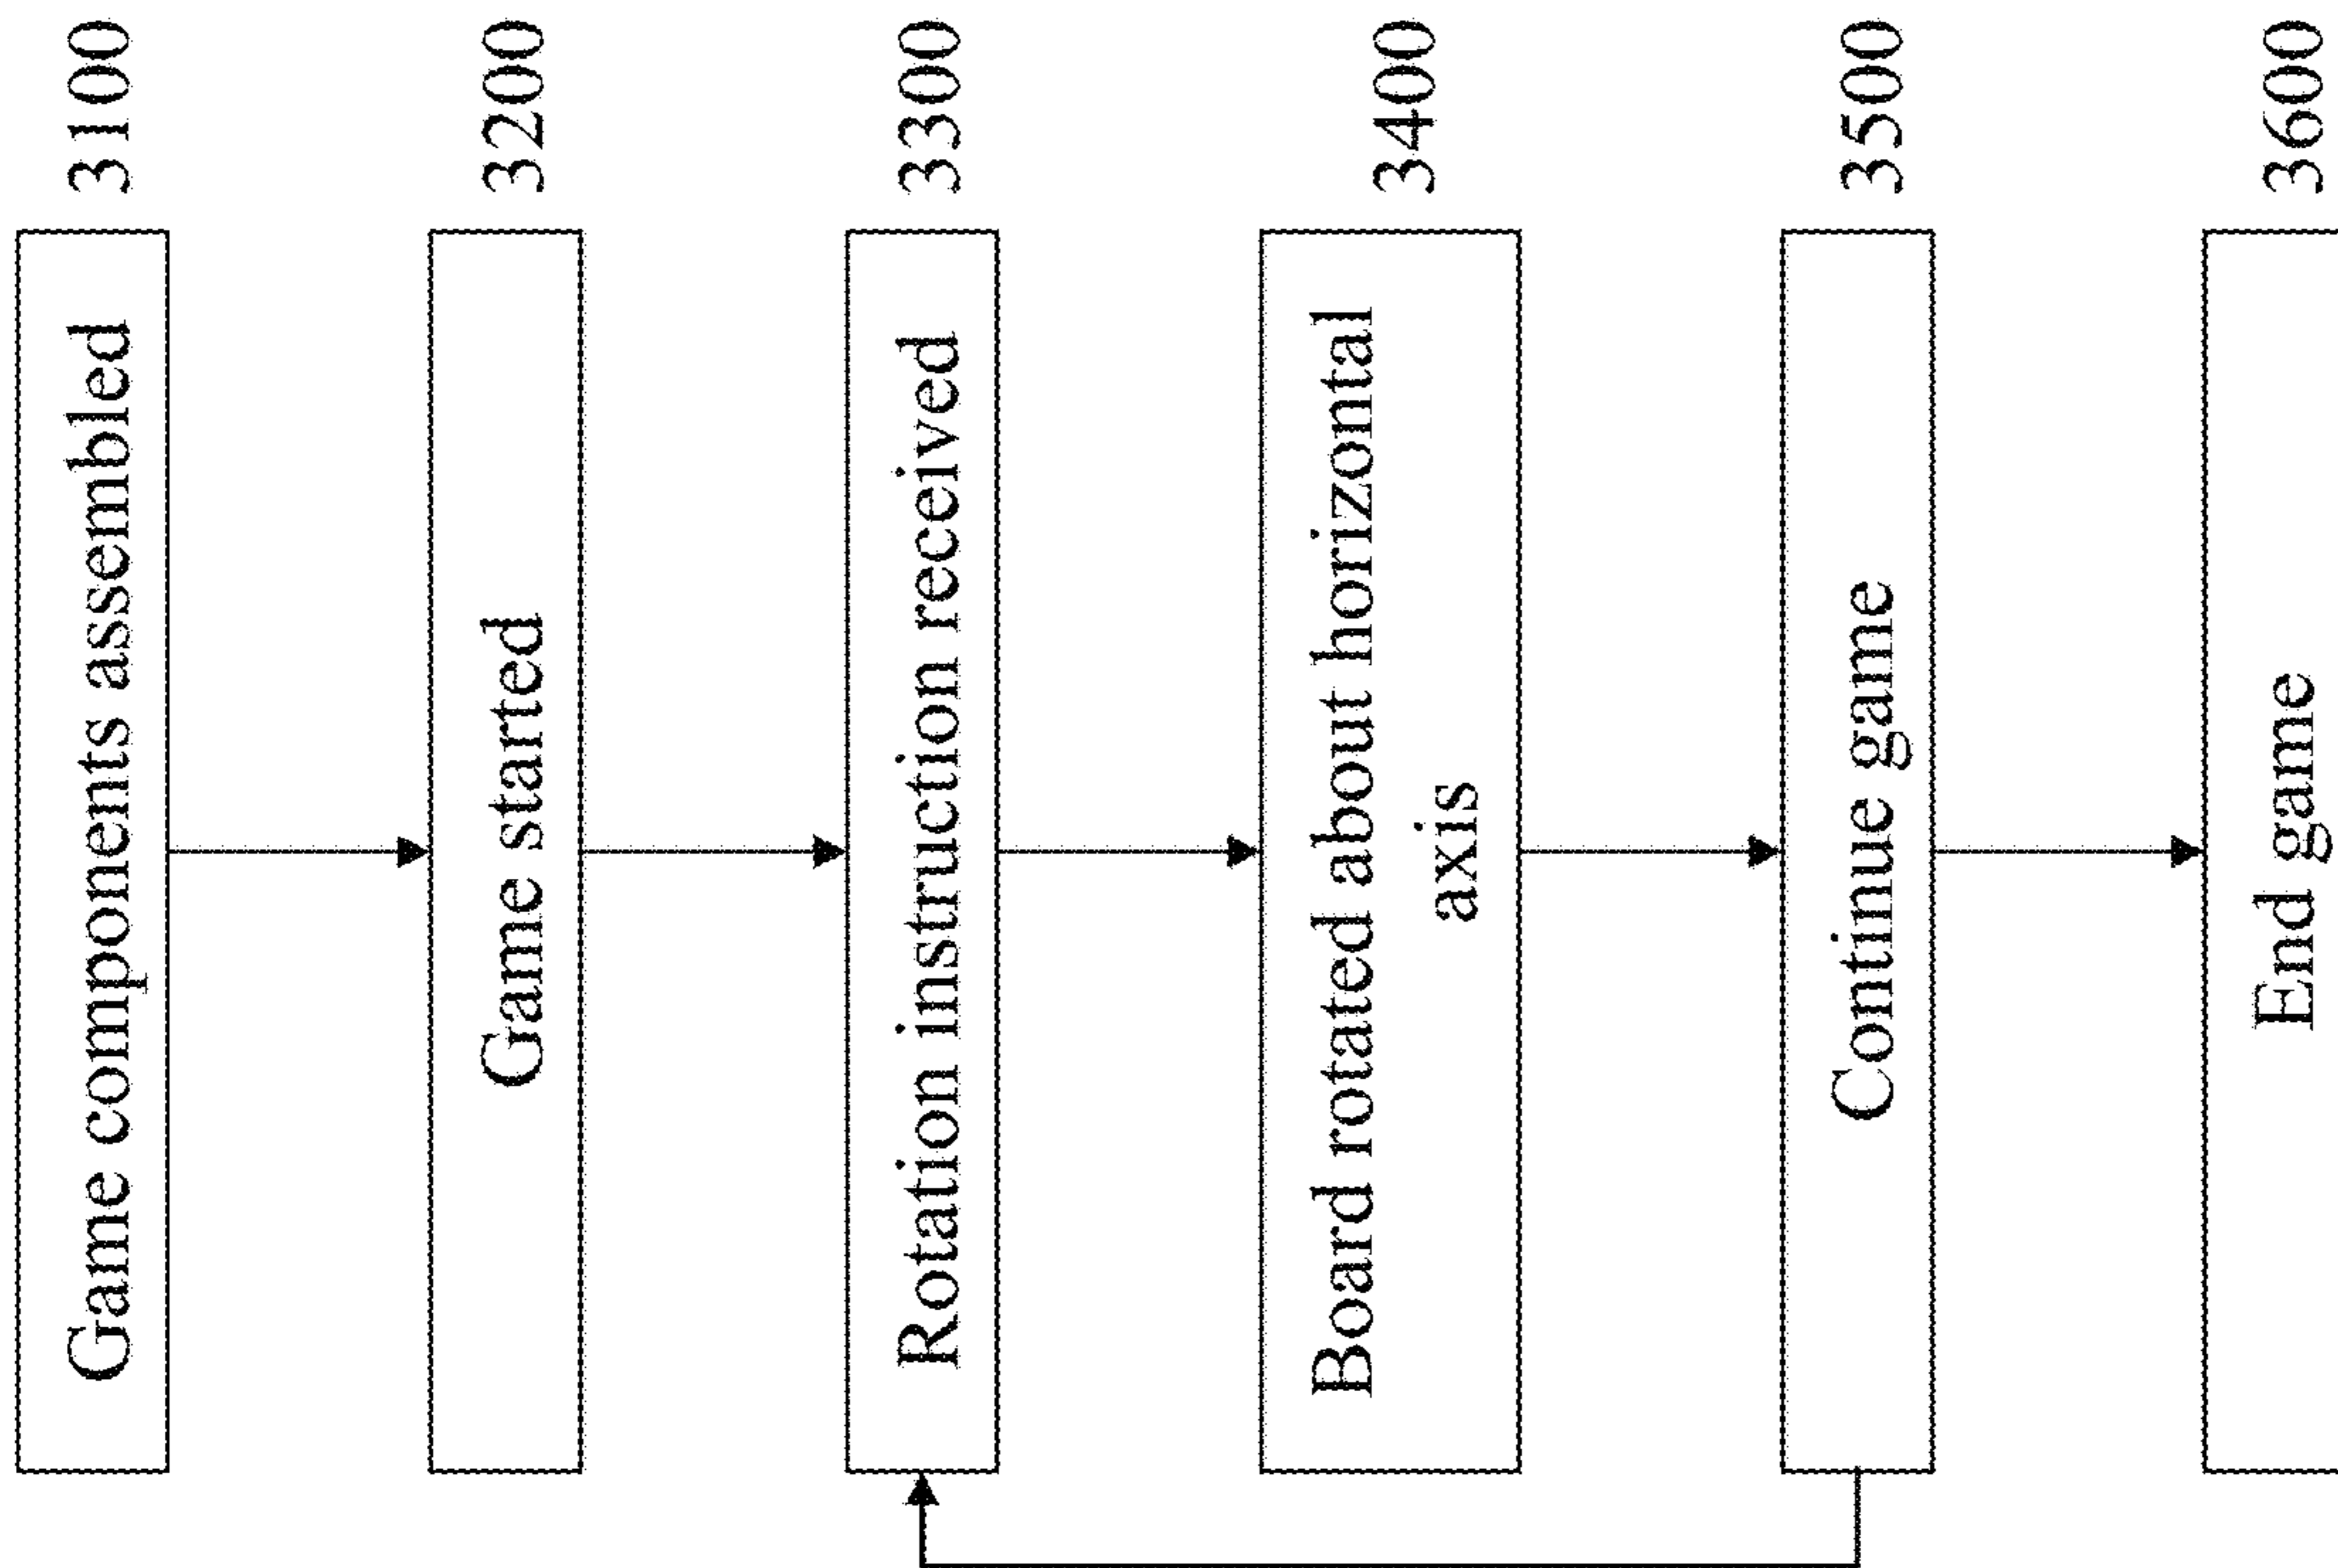 Game components assembled
3100
Game started
3200
Rotation instruction received
3300
Board rotated about horizontal
axis
3400
Continue game
3500
End game
3600